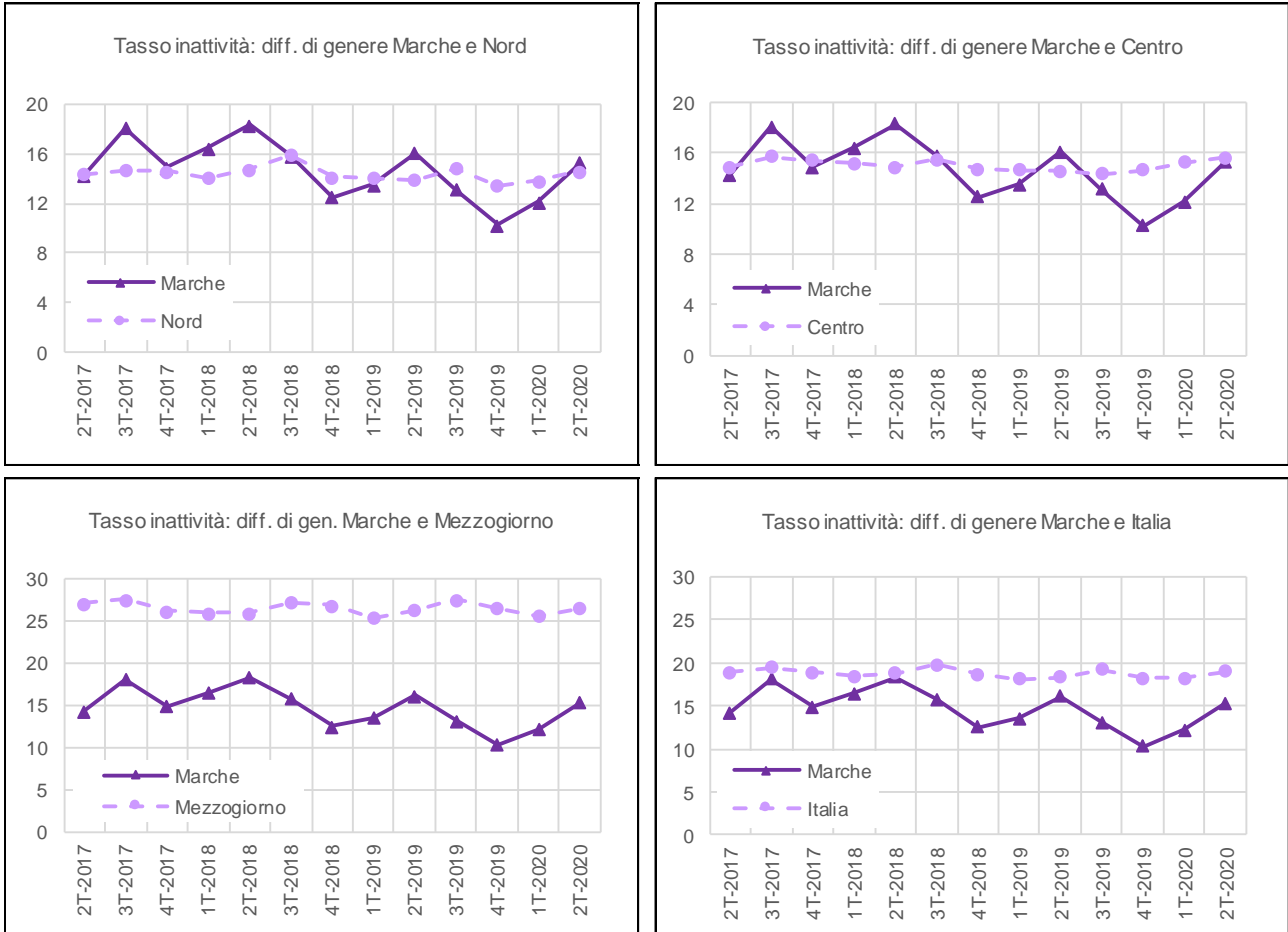 Tasso inattività: diff. di genere Marche e Nord
20
16
12
8
4
0
Marche
Nord
2T-2017
3T-2017
4T-2017
1T-2018
2T-2018
3T-2018
4T-2018
1T-2019
2T-2019
3T-2019
4T-2019
1T-2020
2T-2020
Tasso inattività: diff. di genere Marche e Centro
20
16
12
8
4
0
Marche
Centro
2T-2017
3T-2017
4T-2017
1T-2018
2T-2018
3T-2018
4T-2018
1T-2019
2T-2019
3T-2019
4T-2019
1T-2020
2T-2020
Tasso inattività: diff. di gen. Marche e Mezzogiorno
30
25
20
15
10
5
0
Marche
Mezzogiorno
2T-2017
3T-2017
4T-2017
1T-2018
2T-2018
3T-2018
4T-2018
1T-2019
2T-2019
3T-2019
4T-2019
1T-2020
2T-2020
Tasso inattività: diff. di genere Marche e Italia
30
25
20
15
10
5
0
Marche
Italia
2T-2017
3T-2017
4T-2017
1T-2018
2T-2018
3T-2018
4T-2018
1T-2019
2T-2019
3T-2019
4T-2019
1T-2020
2T-2020